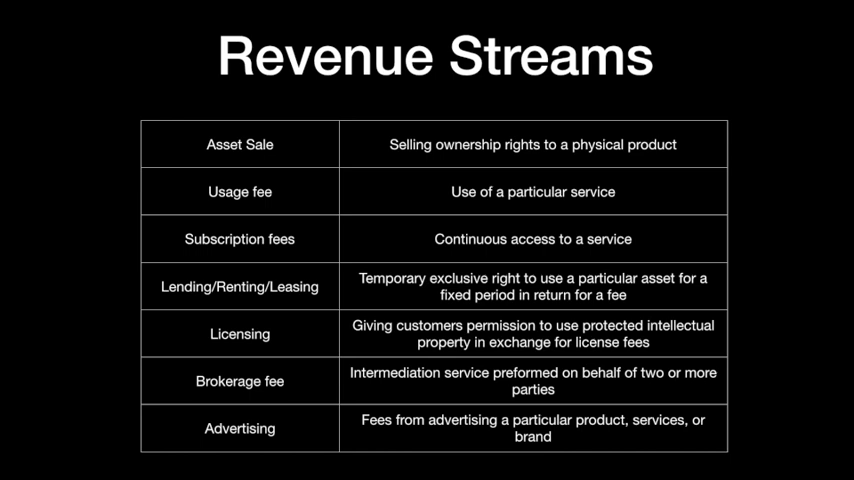 Revenue Streams
Asset Sale
Selling ownership rights to a physical product
Usage fee
Use of a particular service
Subscription fees
Continuous access to a service
Lending/Renting/Leasing
Temporary exclusive right to use a particular asset for a
fixed period in return for a fee
Licensing
Giving customers permission to use protected intellectual
property in exchange for license fees
Brokerage fee
Intermediation service preformed on behalf of two or more
parties
Advertising
Fees from advertising a particular product, services, or
brand